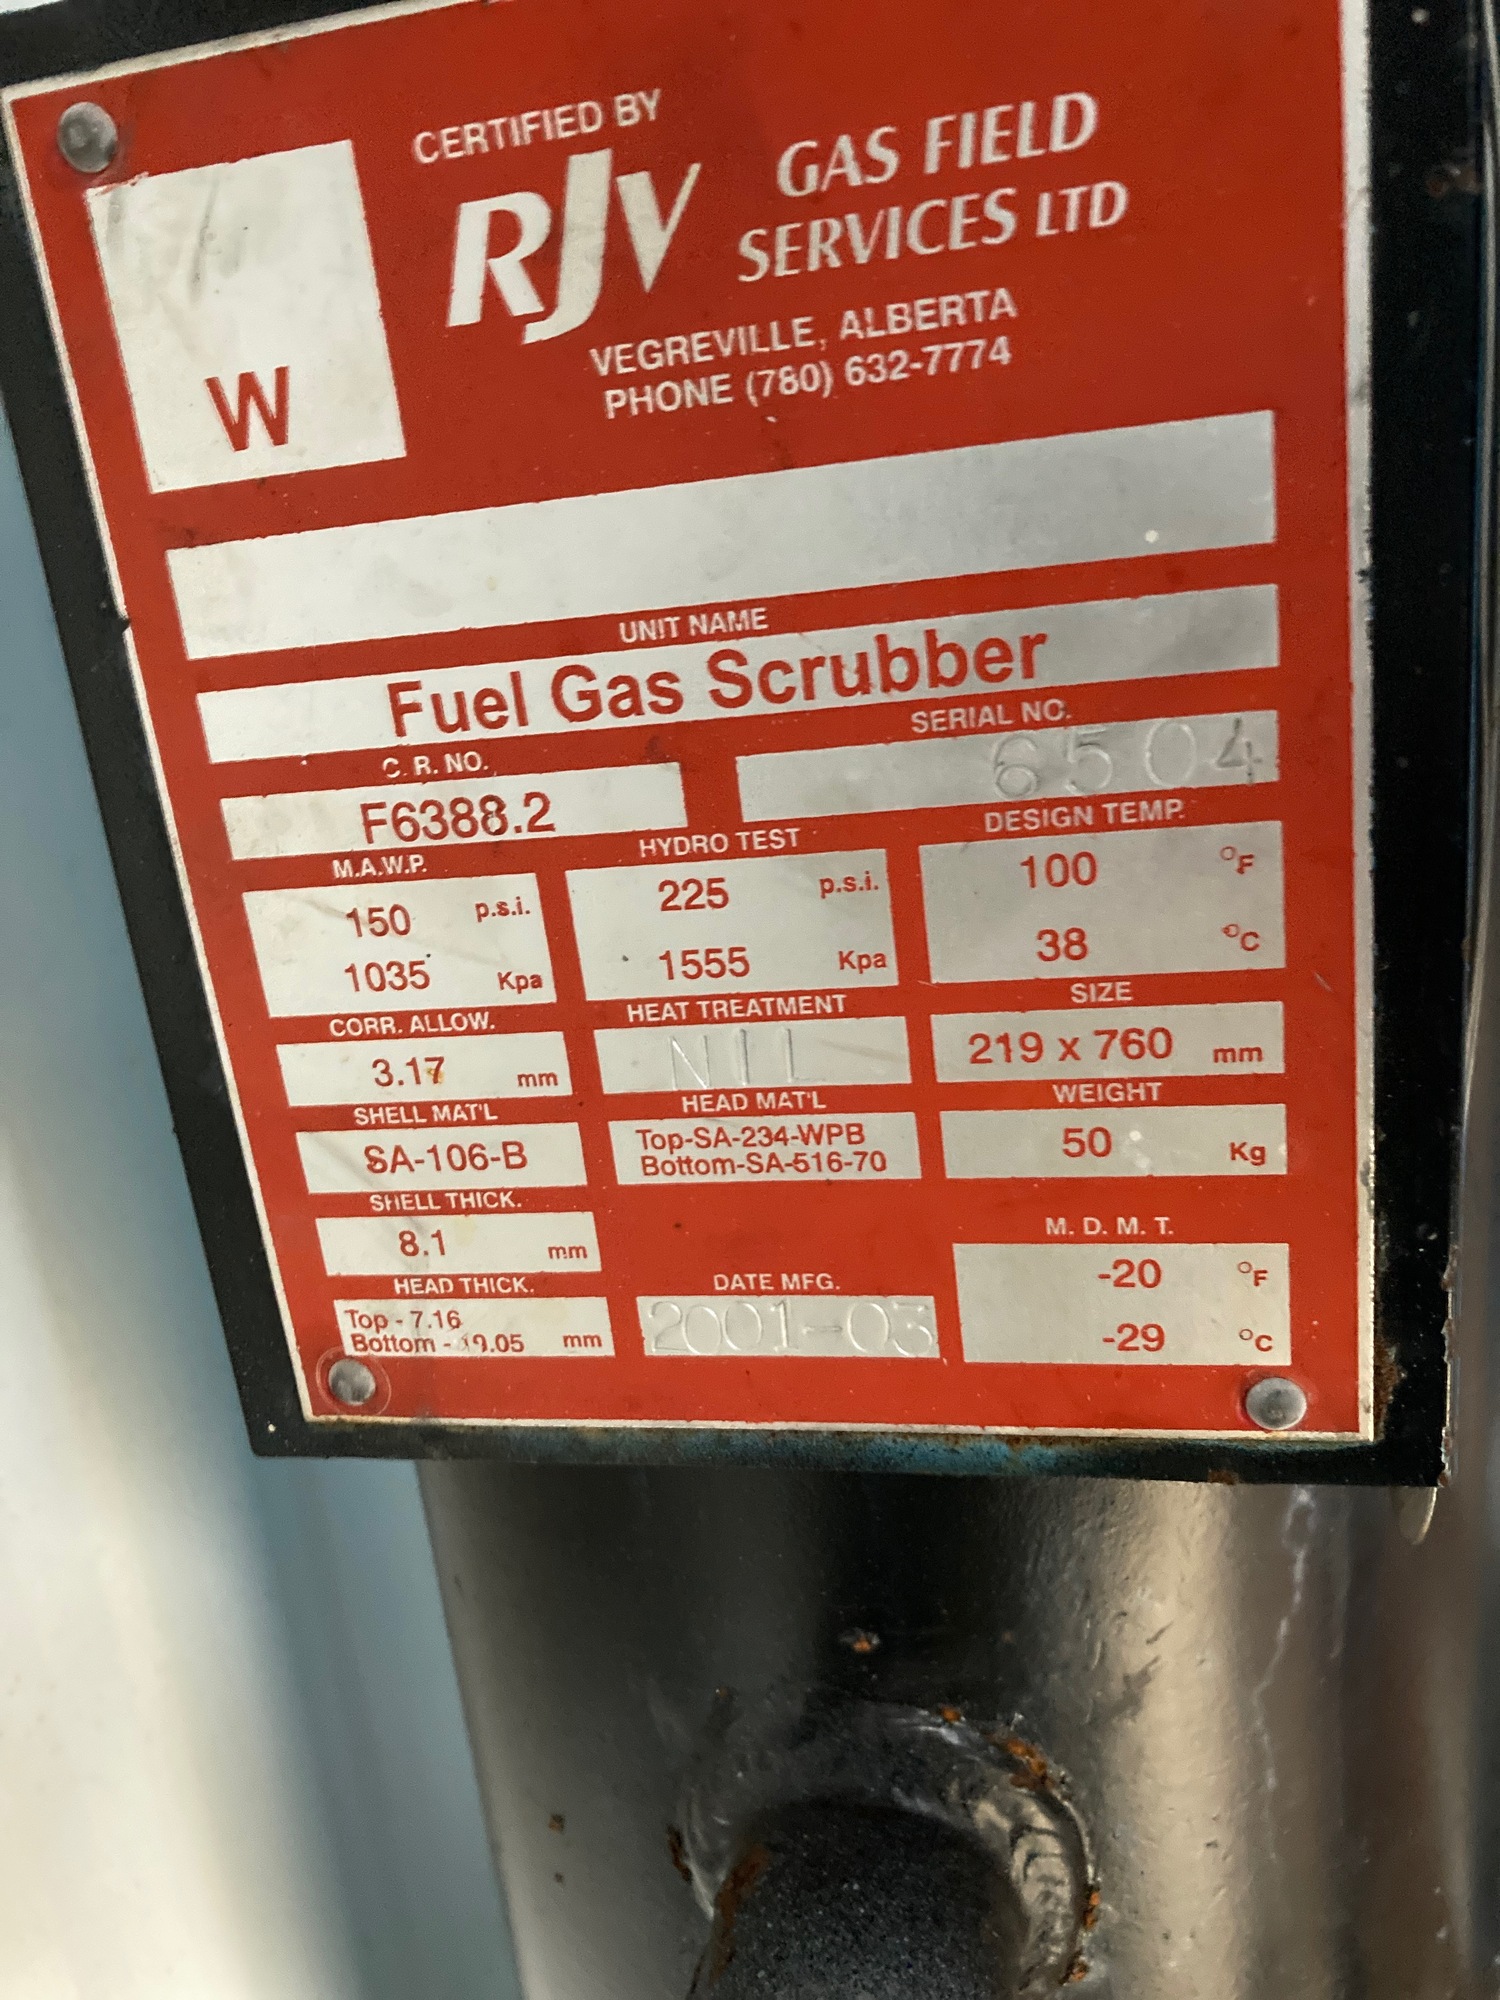 CERTIFIED BY
RJV GAS FIELD
SERVICES LTD
VEGREVILLE, ALBERTA
PHONE (780) 632-7774
W
UNIT NAME
Fuel Gas Scrubber
C. R. NO.
SERIAL NO.
F6388.2
6504
M.A.W.P.
HYDRO TEST
DESIGN TEMP.
150 p.s.i.
225 p.s.i.
100 °F
1035 Kpa
1555 Kpa
38 °C
CORR. ALLOW.
HEAT TREATMENT
SIZE
3.17 mm
NIL
219 x 760 mm
SHELL MAT'L
HEAD MAT'L
WEIGHT
SA-106-B
Top-SA-234-WPB
Bottom-SA-516-70
50 Kg
SHELL THICK.
8.1 mm
M. D. M. T.
-20 °F
-29 °C
HEAD THICK.
DATE MFG.
Top - 7.16
Bottom - 19.05 mm
2001-03